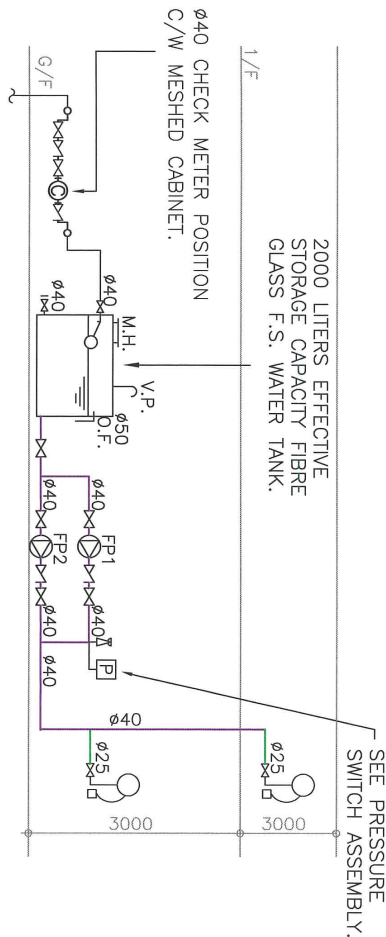 2000 LITERS EFFECTIVE
STORAGE CAPACITY FIBRE
GLASS F.S. WATER TANK.
SEE PRESSURE
SWITCH ASSEMBLY.
1/F
G/F
Ø40 CHECK METER POSITION
C/W MESHED CABINET.
C
Ø40
M.H.
V.P.
Ø50
O.F.
Ø40
Ø40
FP1
Ø40
P
Ø40
FP2
Ø40
Ø40
Ø40
Ø25
Ø25
3000
3000